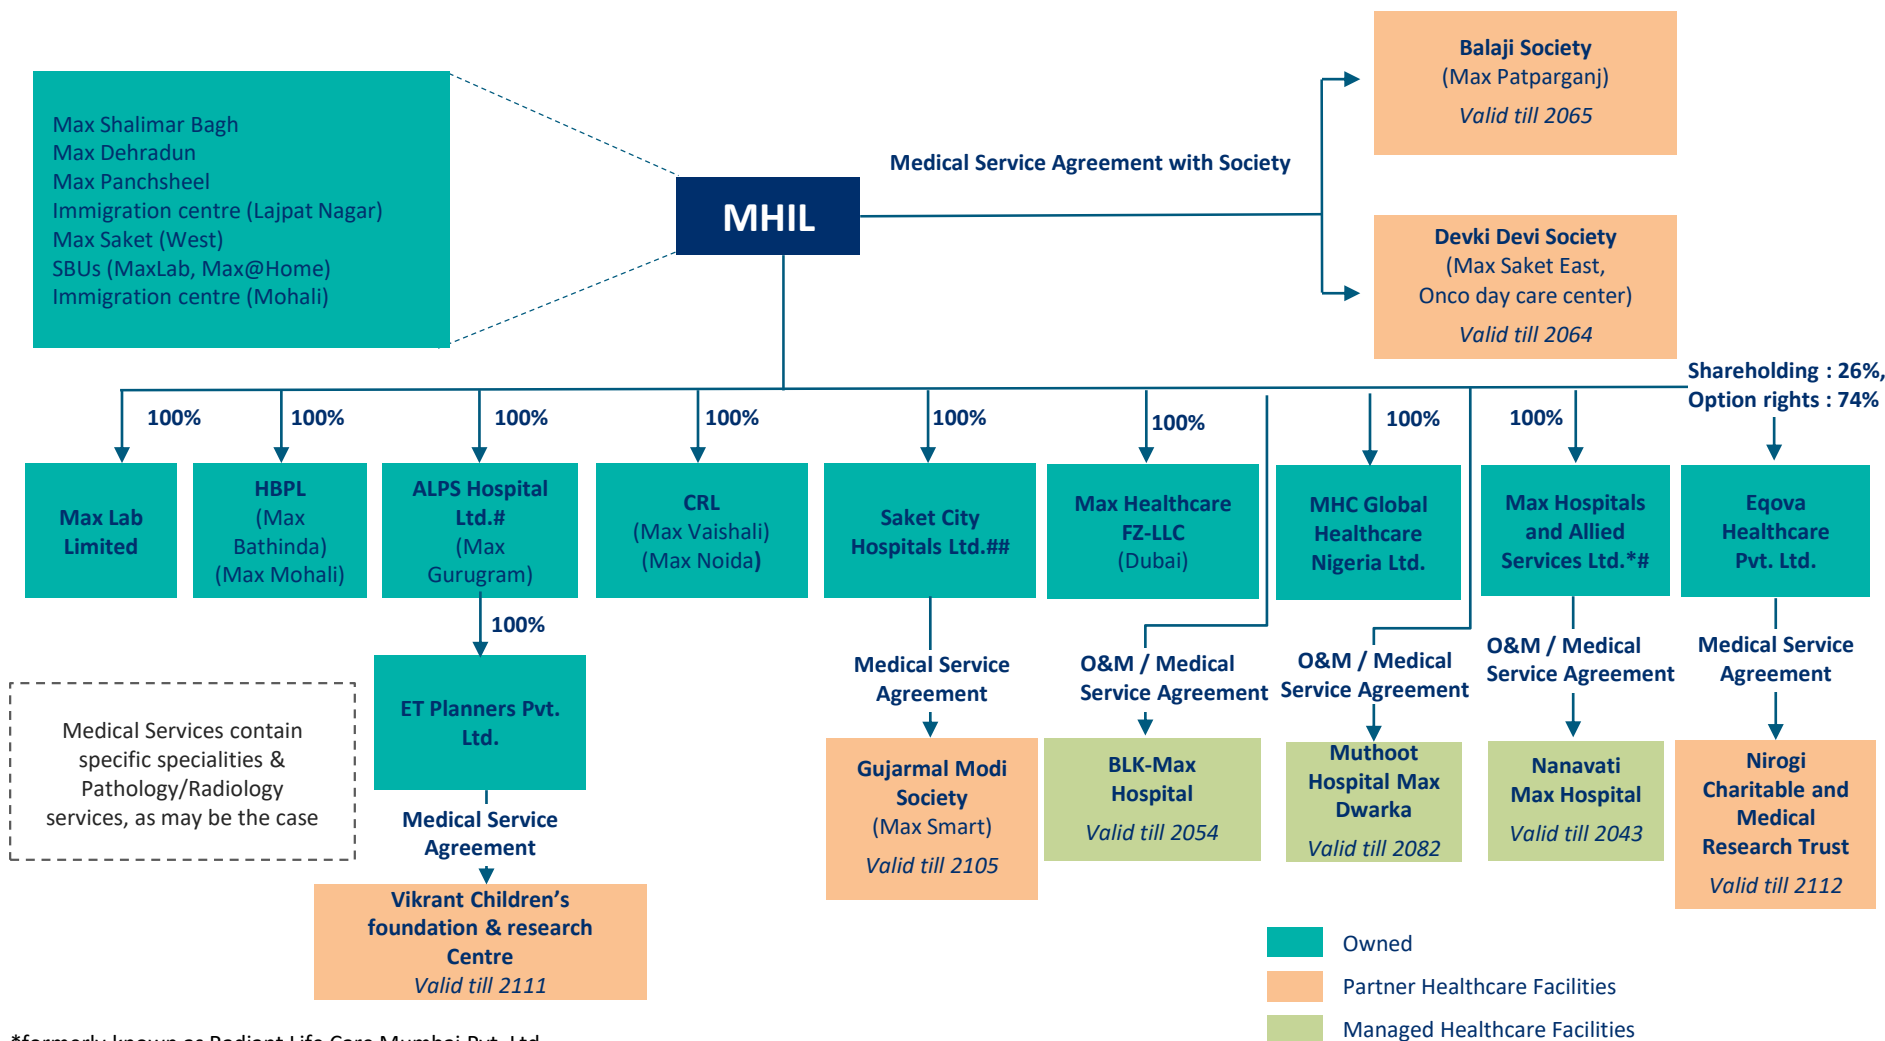 Balaji Society
(Max Patparganj)
Valid till 2065
Max Shalimar Bagh
Max Dehradun
Max Panchsheel
Immigration centre (Lajpat Nagar)
Max Saket (West)
SBUs (MaxLab, Max@Home)
Immigration centre (Mohali)
Medical Service Agreement with Society
MHIL
Devki Devi Society
(Max Saket East,
Onco day care center)
Valid till 2064
Shareholding : 26%,
Option rights : 74%
100%
100%
100%
100%
100%
100%
100%
100%
Max Lab
Limited
HBPL
(Max
Bathinda)
(Max Mohali)
ALPS Hospital
Ltd.#
(Max
Gurugram)
CRL
(Max Vaishali)
(Max Noida)
Saket City
Hospitals Ltd.##
Max Healthcare
FZ-LLC
(Dubai)
MHC Global
Healthcare
Nigeria Ltd.
Max Hospitals
and Allied
Services Ltd.*#
Eqova
Healthcare
Pvt. Ltd.
100%
Medical Service
Agreement
O&M / Medical
Service Agreement
O&M / Medical
Service Agreement
O&M / Medical
Service Agreement
Medical Service
Agreement
ET Planners Pvt.
Ltd.
Medical Services contain
specific specialities &
Pathology/Radiology
services, as may be the case
Medical Service
Agreement
Gujarmal Modi
Society
(Max Smart)
Valid till 2105
BLK-Max
Hospital
Valid till 2054
Muthoot
Hospital Max
Dwarka
Valid till 2082
Nanavati
Max Hospital
Valid till 2043
Nirogi
Charitable and
Medical
Research Trust
Valid till 2112
Vikrant Children’s
foundation & research
Centre
Valid till 2111
Owned
Partner Healthcare Facilities
Managed Healthcare Facilities
*formerly known as Radiant Life Care Mumbai Pvt. Ltd.